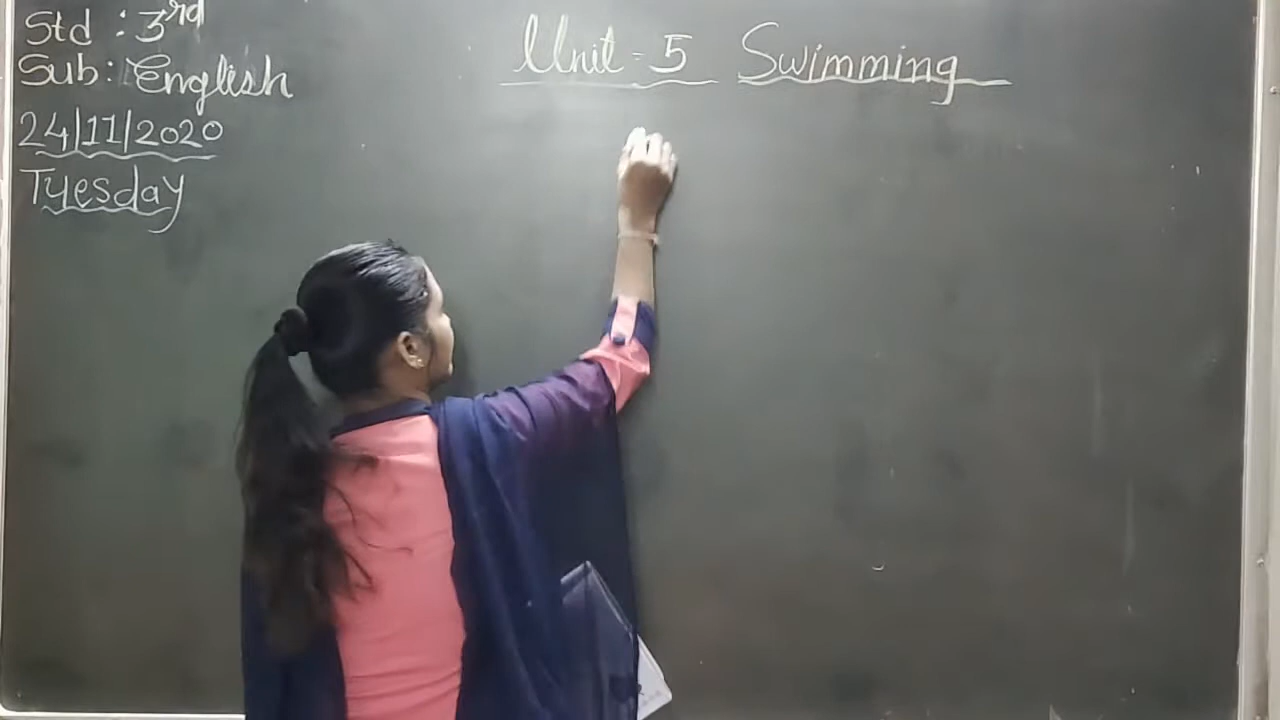 Std : 3rd
Sub: English
24/11/2020
Tuesday
Unit - 5 Swimming